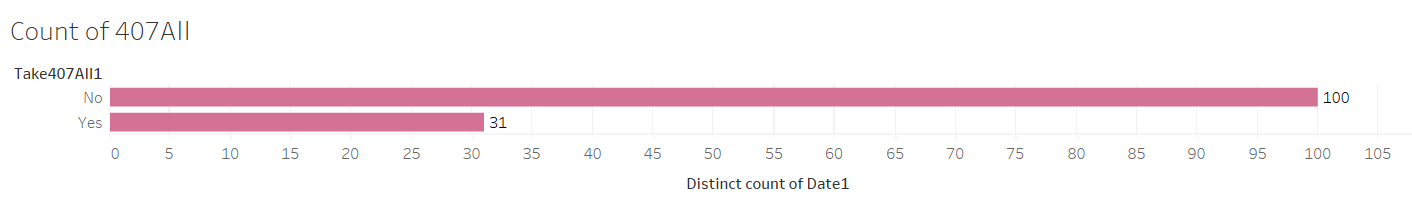 Count of 407All
Take407All1
No 100
Yes 31
0 5 10 15 20 25 30 35 40 45 50 55 60 65 70 75 80 85 90 95 100 105
Distinct count of Date1